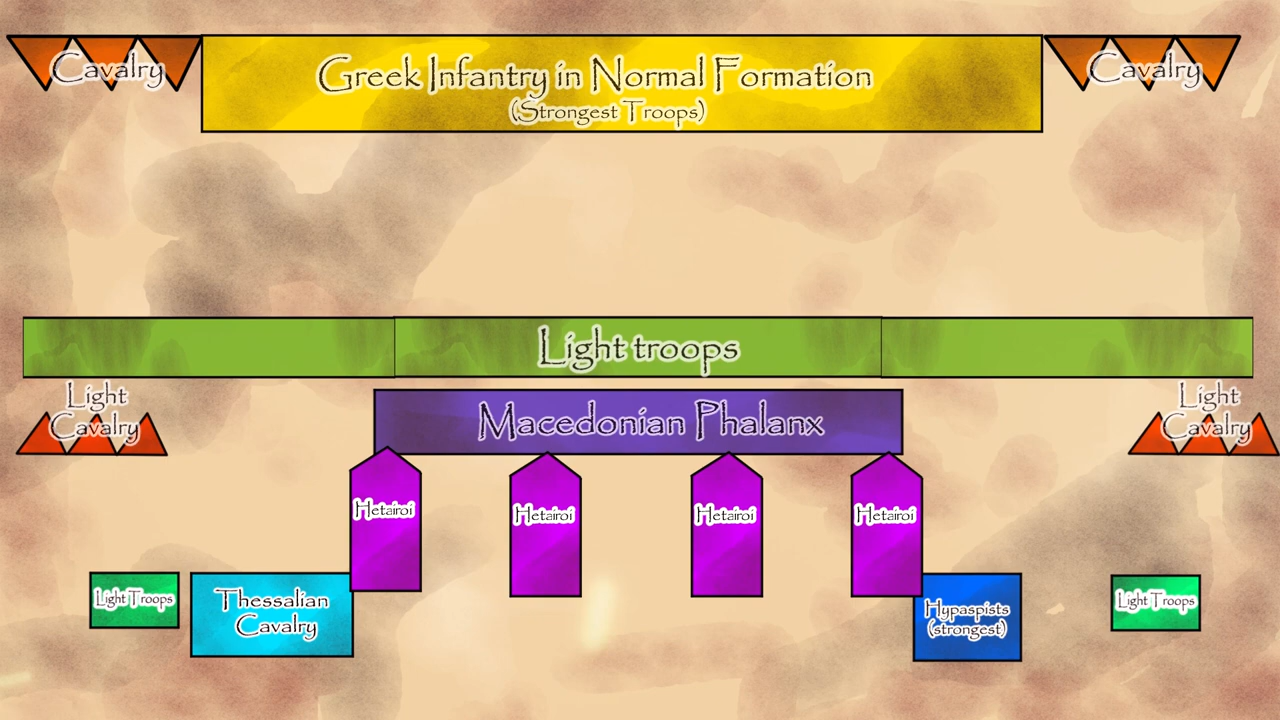 Cavalry
Greek Infantry in Normal Formation
(Strongest Troops)
Cavalry
Light troops
Light
Cavalry
Macedonian Phalanx
Light
Cavalry
Hetairoi
Hetairoi
Hetairoi
Hetairoi
Light Troops
Thessalian
Cavalry
Hypaspists
(strongest)
Light Troops